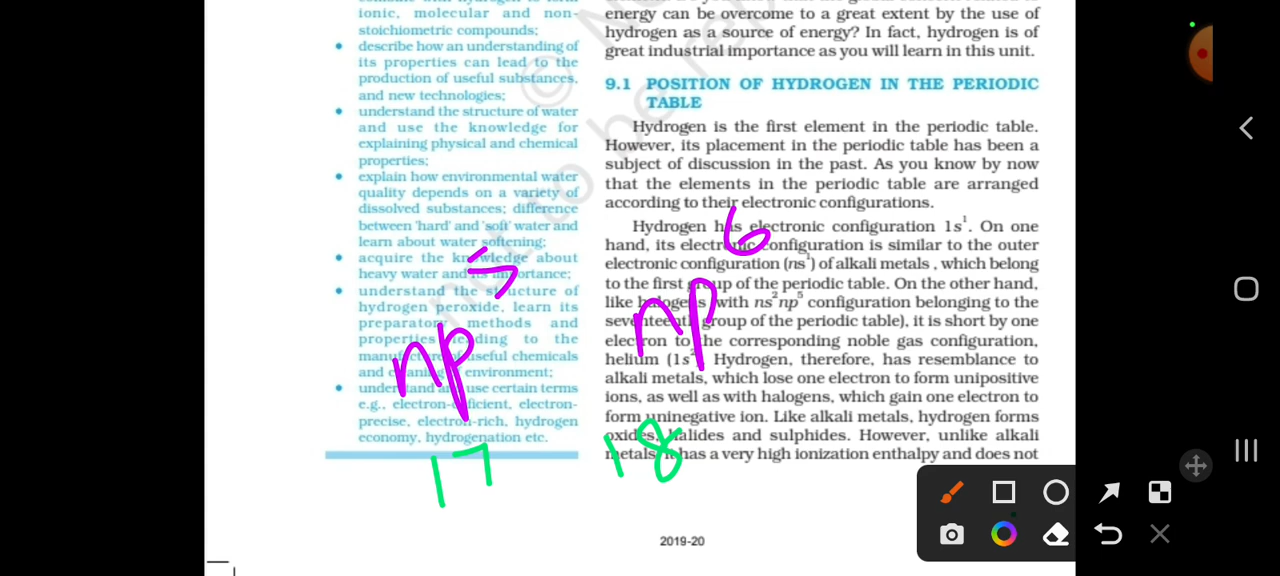 ionic, molecular and non-
stoichiometric compounds;
• describe how an understanding of
its properties can lead to the
production of useful substances,
and new technologies;
• understand the structure of water
and use the knowledge for
explaining physical and chemical
properties;
• explain how environmental water
quality depends on a variety of
dissolved substances; difference
between 'hard' and 'soft' water and
learn about water softening;
• acquire the knowledge about
heavy water and its importance;
• understand the structure of
hydrogen peroxide, learn its
preparatory methods and
properties leading to the
manufacture of useful chemicals
and cleaning environment;
• understand and use certain terms
e.g., electron-deficient, electron-
precise, electron-rich, hydrogen
economy, hydrogenation etc.
energy can be overcome to a great extent by the use of
hydrogen as a source of energy? In fact, hydrogen is of
great industrial importance as you will learn in this unit.
9.1 POSITION OF HYDROGEN IN THE PERIODIC
TABLE
Hydrogen is the first element in the periodic table.
However, its placement in the periodic table has been a
subject of discussion in the past. As you know by now
that the elements in the periodic table are arranged
according to their electronic configurations.
Hydrogen has electronic configuration 1s¹. On one
hand, its electronic configuration is similar to the outer
electronic configuration (ns¹) of alkali metals , which belong
to the first group of the periodic table. On the other hand,
like halogens (with ns²np⁵ configuration belonging to the
seventeenth group of the periodic table), it is short by one
electron to the corresponding noble gas configuration,
helium (1s²). Hydrogen, therefore, has resemblance to
alkali metals, which lose one electron to form unipositive
ions, as well as with halogens, which gain one electron to
form uninegative ion. Like alkali metals, hydrogen forms
oxides, halides and sulphides. However, unlike alkali
metals, it has a very high ionization enthalpy and does not
np⁵
np⁶
17
18
2019-20